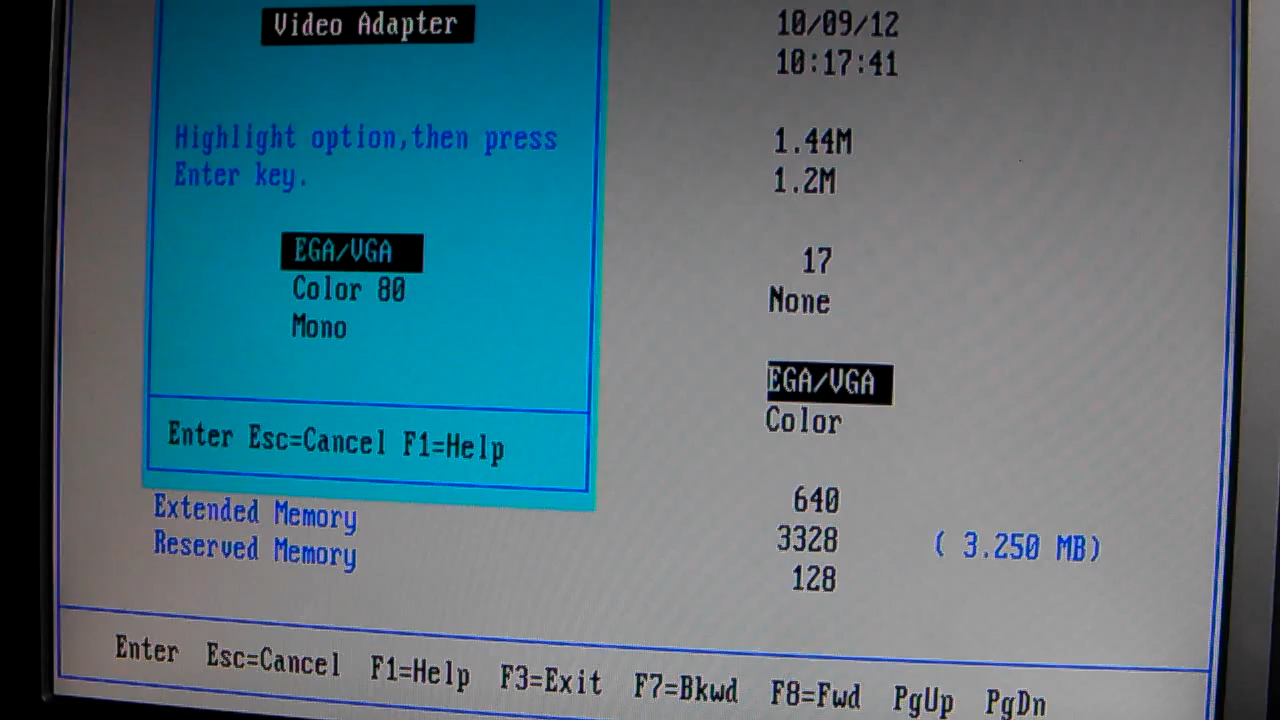 Video Adapter
Highlight option,then press
Enter key.
EGA/VGA
Color 80
Mono
Enter Esc=Cancel F1=Help
10/09/12
10:17:41
1.44M
1.2M
17
None
EGA/VGA
Color
640
Extended Memory 3328 ( 3.250 MB)
Reserved Memory 128
Enter Esc=Cancel F1=Help F3=Exit F7=Bkwd F8=Fwd PgUp PgDn